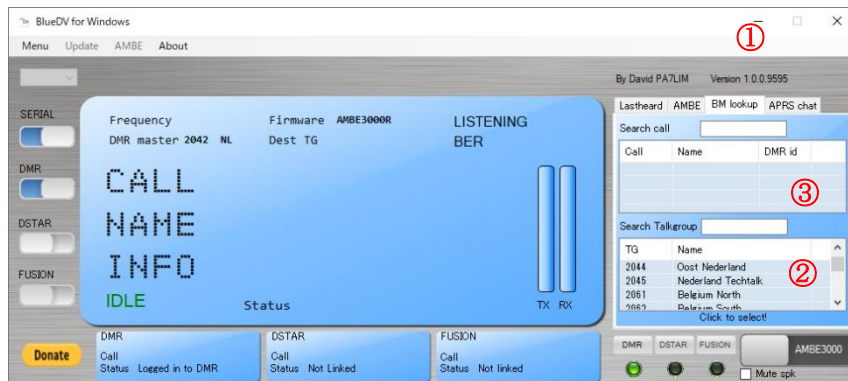 BlueDV for Windows
Menu Update AMBE About
①
By David PA7LIM Version 1.0.0.9595
SERIAL
DMR
DSTAR
FUSION
Frequency Firmware AMBE3000R LISTENING
DMR master 2042 NL Dest TG BER
CALL
NAME
INFO
IDLE Status TX RX
Lastheard AMBE BM lookup APRS chat
Search call
Call Name DMR id
③
Search Talkgroup
TG Name
2044 Oost Nederland
2045 Nederland Techtalk
②
2061 Belgium North
2062 Belgium South
Click to select!
Donate
DMR
Call
Status Logged in to DMR
DSTAR
Call
Status Not Linked
FUSION
Call
Status Not linked
DMR DSTAR FUSION AMBE3000
Mute spk